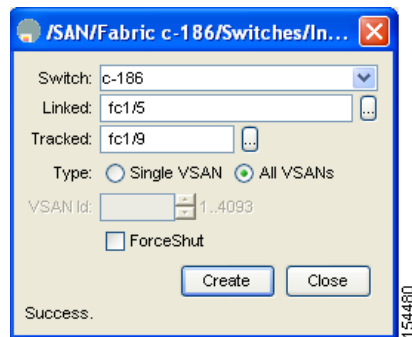 /SAN/Fabric c-186/Switches/In...
Switch: c-186
Linked: fc1/5 ...
Tracked: fc1/9 ...
Type: Single VSAN All VSANs
VSAN Id: 1..4093
ForceShut
Create Close
Success.
154480